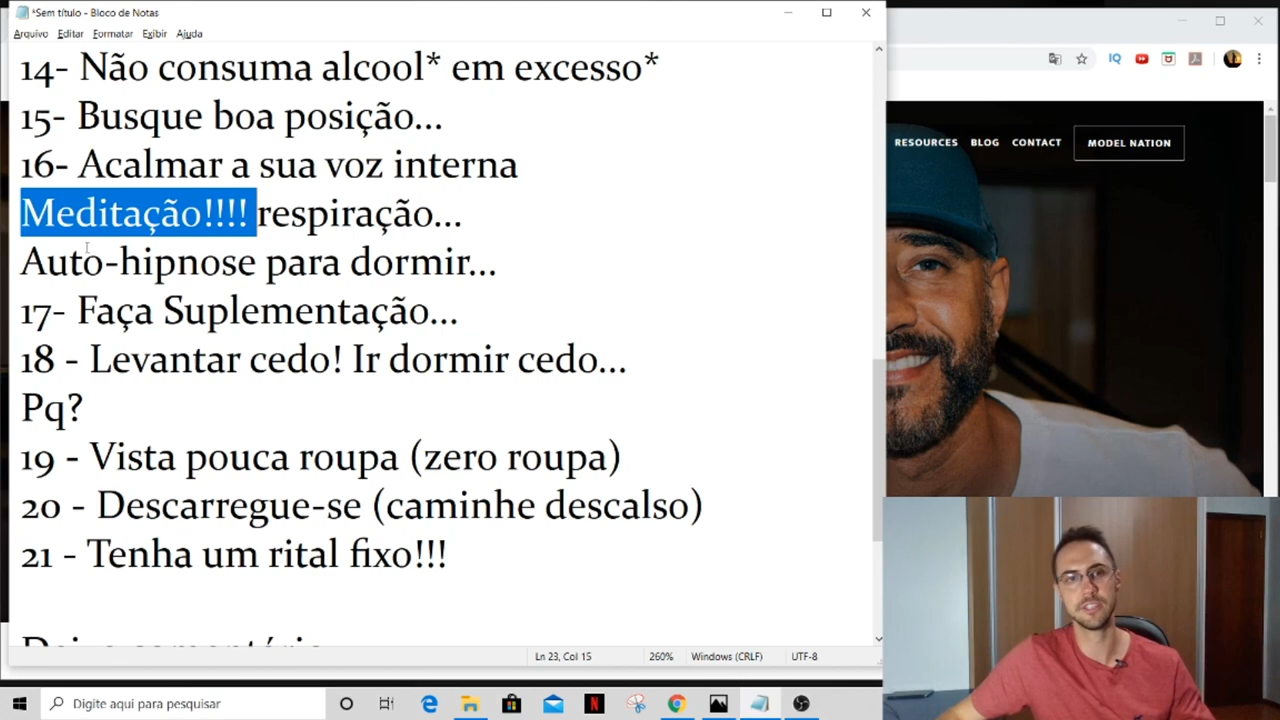 *Sem título - Bloco de Notas
Arquivo Editar Formatar Exibir Ajuda
14- Não consuma alcool* em excesso*
15- Busque boa posição...
16- Acalmar a sua voz interna
Meditação!!!! respiração...
Auto-hipnose para dormir...
17- Faça Suplementação...
18 - Levantar cedo! Ir dormir cedo...
Pq?
19 - Vista pouca roupa (zero roupa)
20 - Descarregue-se (caminhe descalso)
21 - Tenha um rital fixo!!!
Ln 23, Col 15 260% Windows (CRLF) UTF-8
IQ
RESOURCES BLOG CONTACT MODEL NATION
Digite aqui para pesquisar